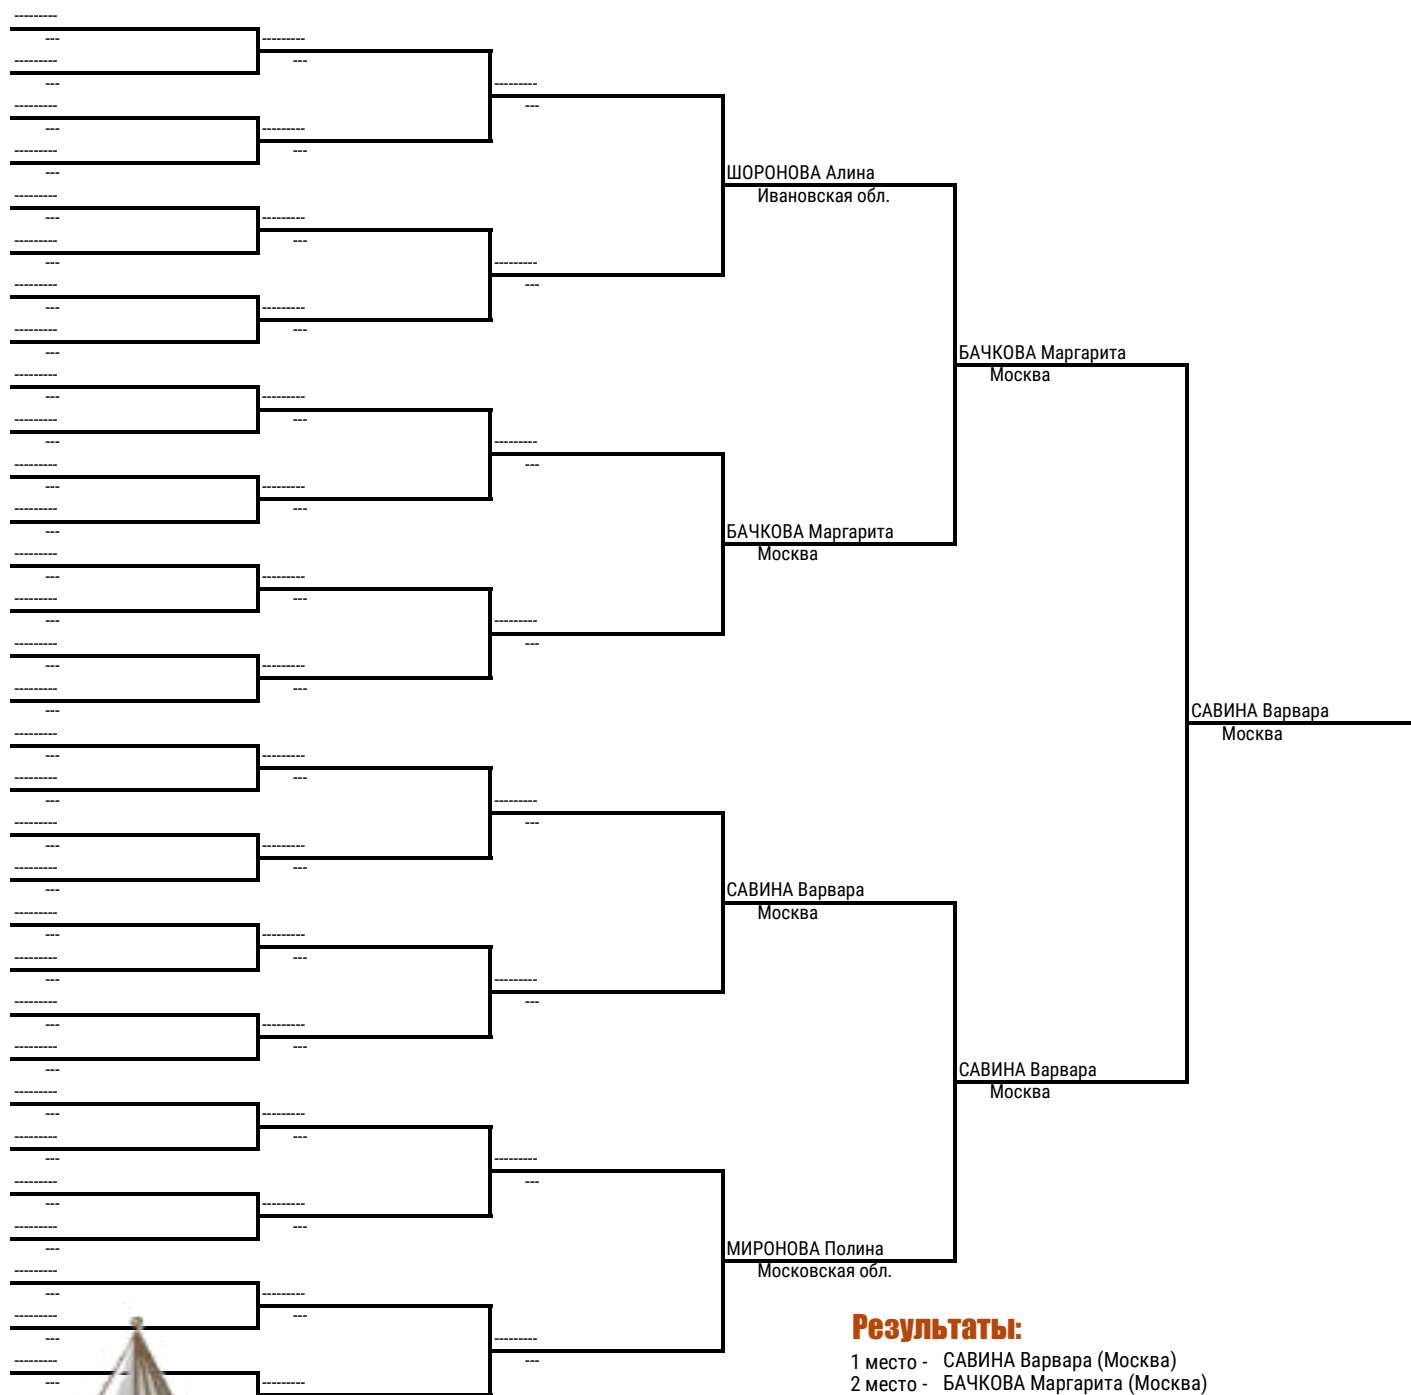 ШОРОНОВА Алина
Ивановская обл.
БАЧКОВА Маргарита
Москва
БАЧКОВА Маргарита
Москва
САВИНА Варвара
Москва
САВИНА Варвара
Москва
САВИНА Варвара
Москва
МИРОНОВА Полина
Московская обл.
Результаты:
1 место - САВИНА Варвара (Москва)
2 место - БАЧКОВА Маргарита (Москва)